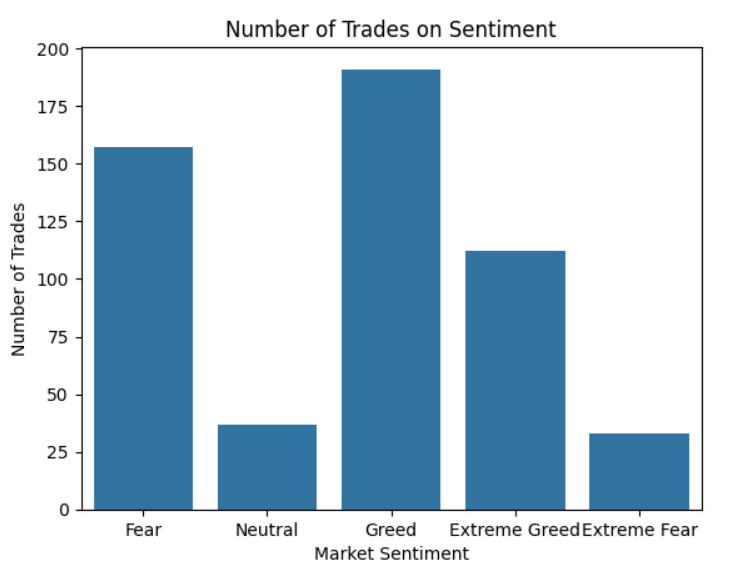 Number of Trades on Sentiment
Number of Trades
200
175
150
125
100
75
50
25
0
Fear Neutral Greed Extreme Greed Extreme Fear
Market Sentiment